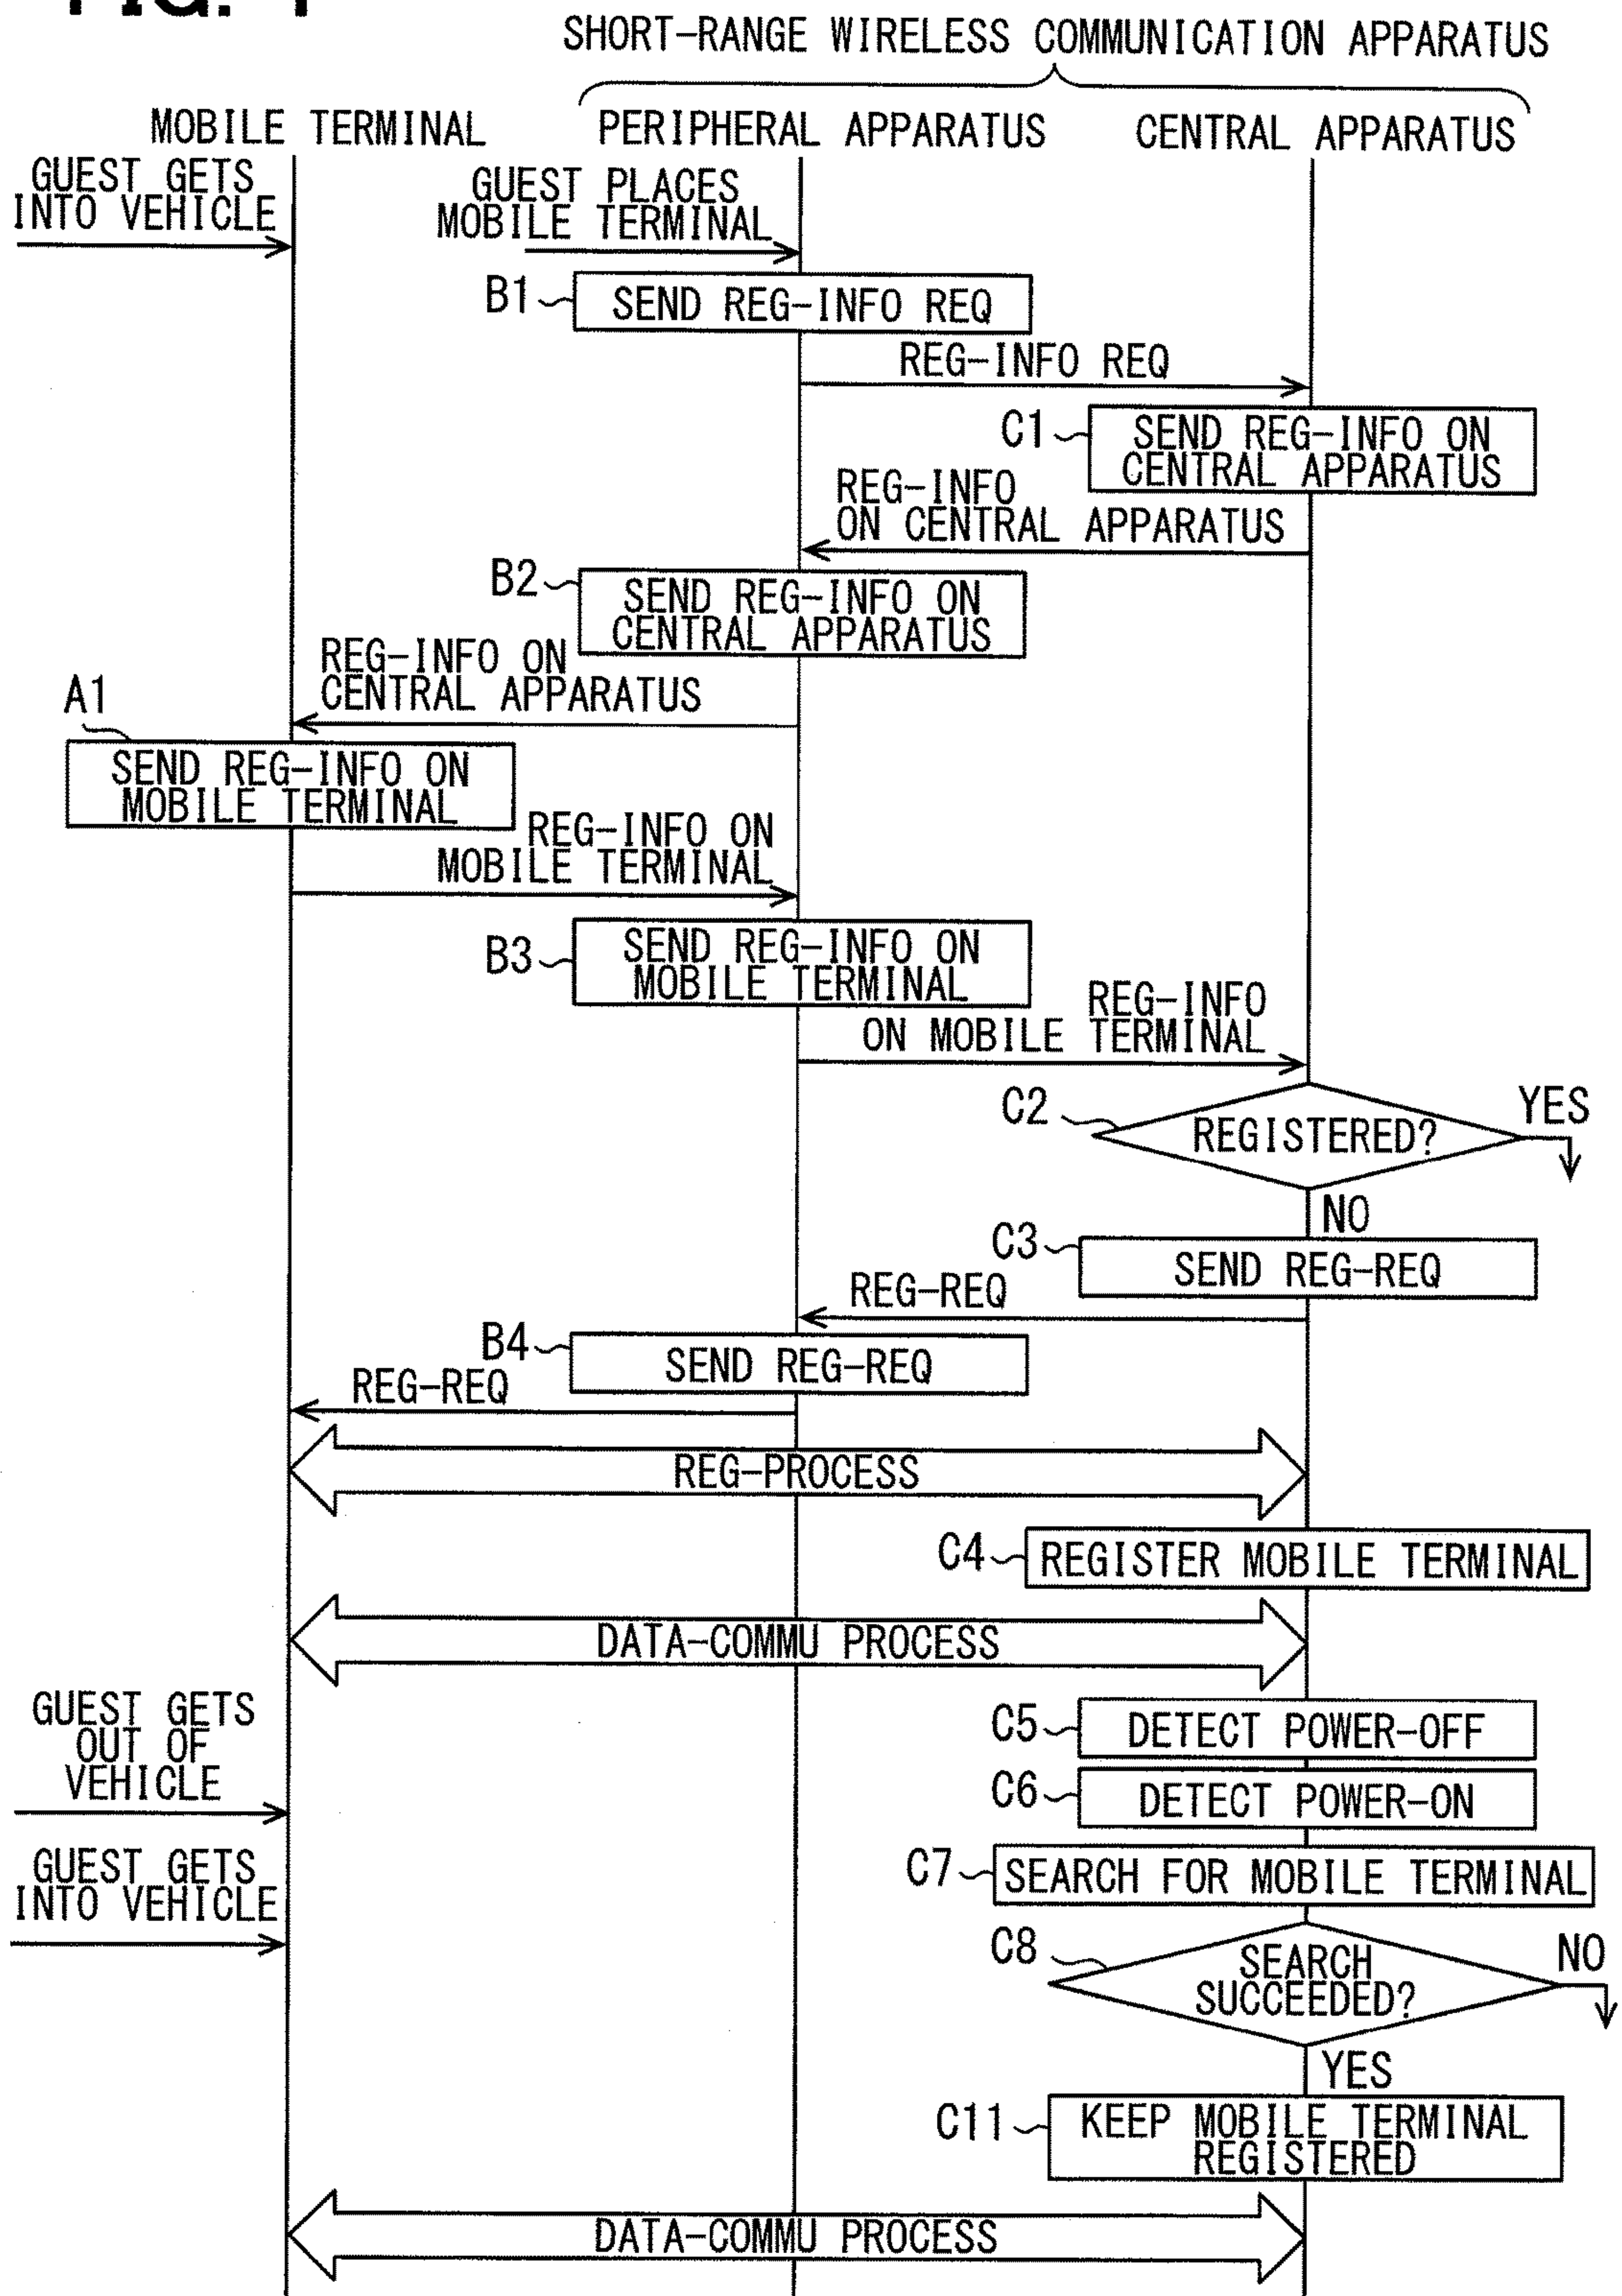 SHORT-RANGE WIRELESS COMMUNICATION APPARATUS
MOBILE TERMINAL
PERIPHERAL APPARATUS
CENTRAL APPARATUS
GUEST GETS
INTO VEHICLE
GUEST PLACES
MOBILE TERMINAL
B1
SEND REG-INFO REQ
REG-INFO REQ
C1
SEND REG-INFO ON
CENTRAL APPARATUS
REG-INFO
ON CENTRAL APPARATUS
B2
SEND REG-INFO ON
CENTRAL APPARATUS
REG-INFO ON
CENTRAL APPARATUS
A1
SEND REG-INFO ON
MOBILE TERMINAL
REG-INFO ON
MOBILE TERMINAL
B3
SEND REG-INFO ON
MOBILE TERMINAL
REG-INFO
ON MOBILE TERMINAL
C2
REGISTERED?
YES
NO
C3
SEND REG-REQ
REG-REQ
B4
SEND REG-REQ
REG-REQ
REG-PROCESS
C4
REGISTER MOBILE TERMINAL
DATA-COMMU PROCESS
GUEST GETS
OUT OF
VEHICLE
C5
DETECT POWER-OFF
C6
DETECT POWER-ON
GUEST GETS
INTO VEHICLE
C7
SEARCH FOR MOBILE TERMINAL
C8
SEARCH
SUCCEEDED?
NO
YES
C11
KEEP MOBILE TERMINAL
REGISTERED
DATA-COMMU PROCESS